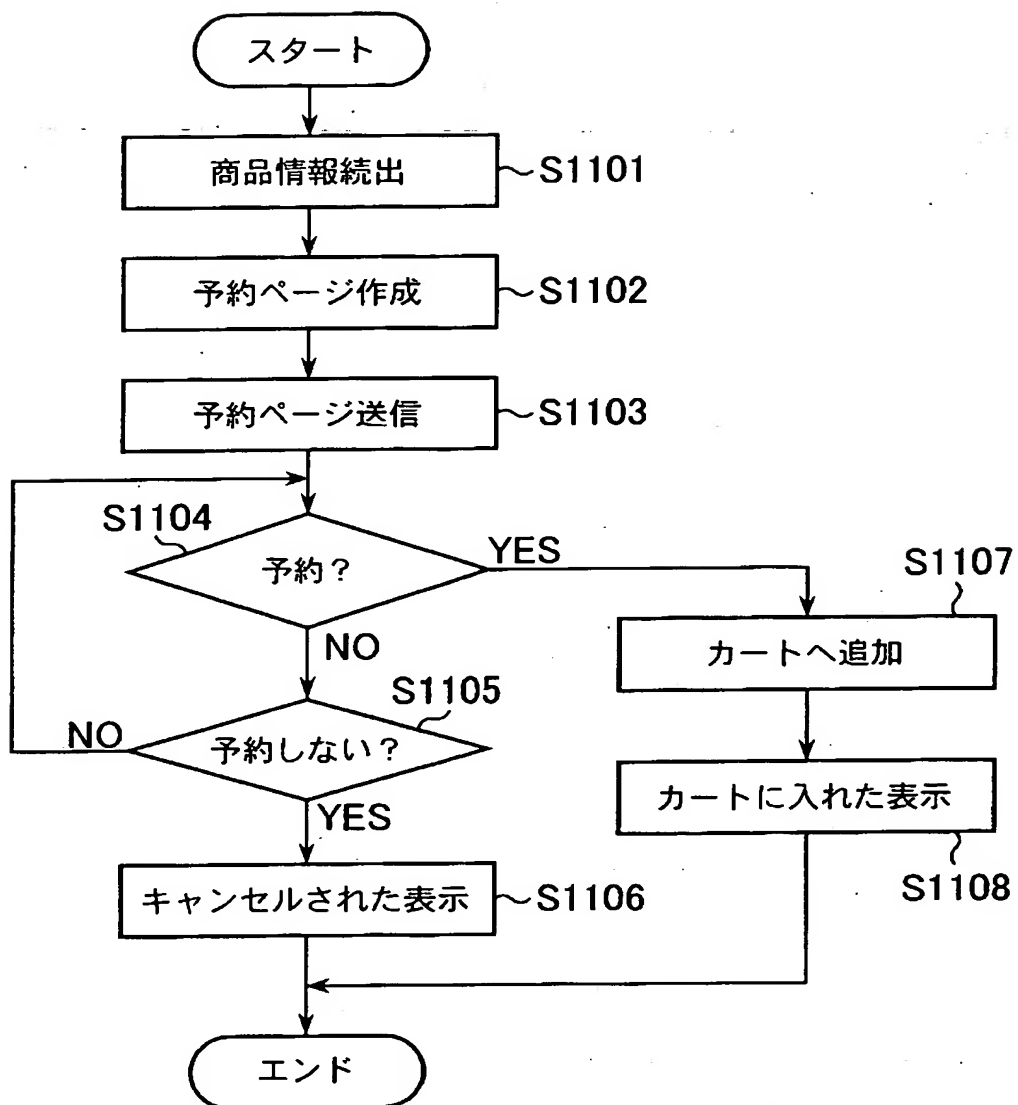 スタート
商品情報続出
S1101
予約ページ作成
S1102
予約ページ送信
S1103
S1104
予約？
YES
NO
S1107
カートへ追加
S1105
予約しない？
NO
YES
カートに入れた表示
S1108
キャンセルされた表示
S1106
エンド